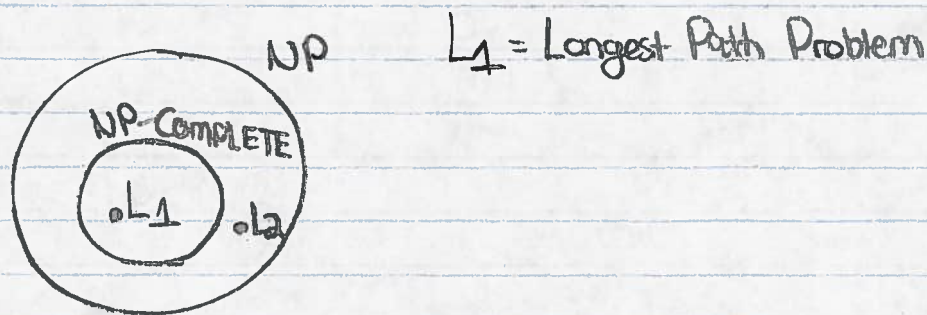 NP
L1 = Longest Path Problem
NP-COMPLETE
.L1
.L2